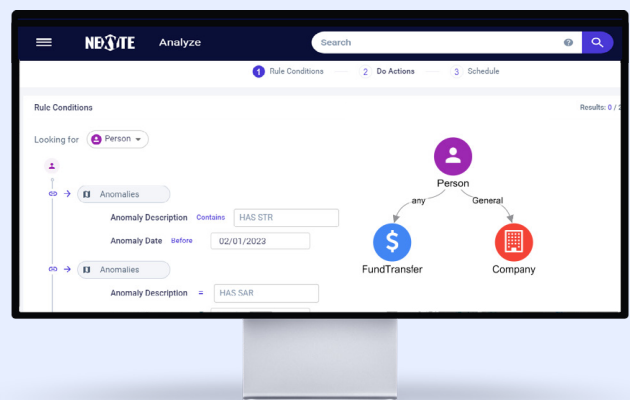 NEXSITE Analyze Search
1 Rule Conditions 2 Do Actions 3 Schedule
Rule Conditions
Results: 0 / 2
Looking for Person
Anomalies
Anomaly Description Contains HAS STR
Anomaly Date Before 02/01/2023
Anomalies
Anomaly Description = HAS SAR
Person
any General
$
FundTransfer Company